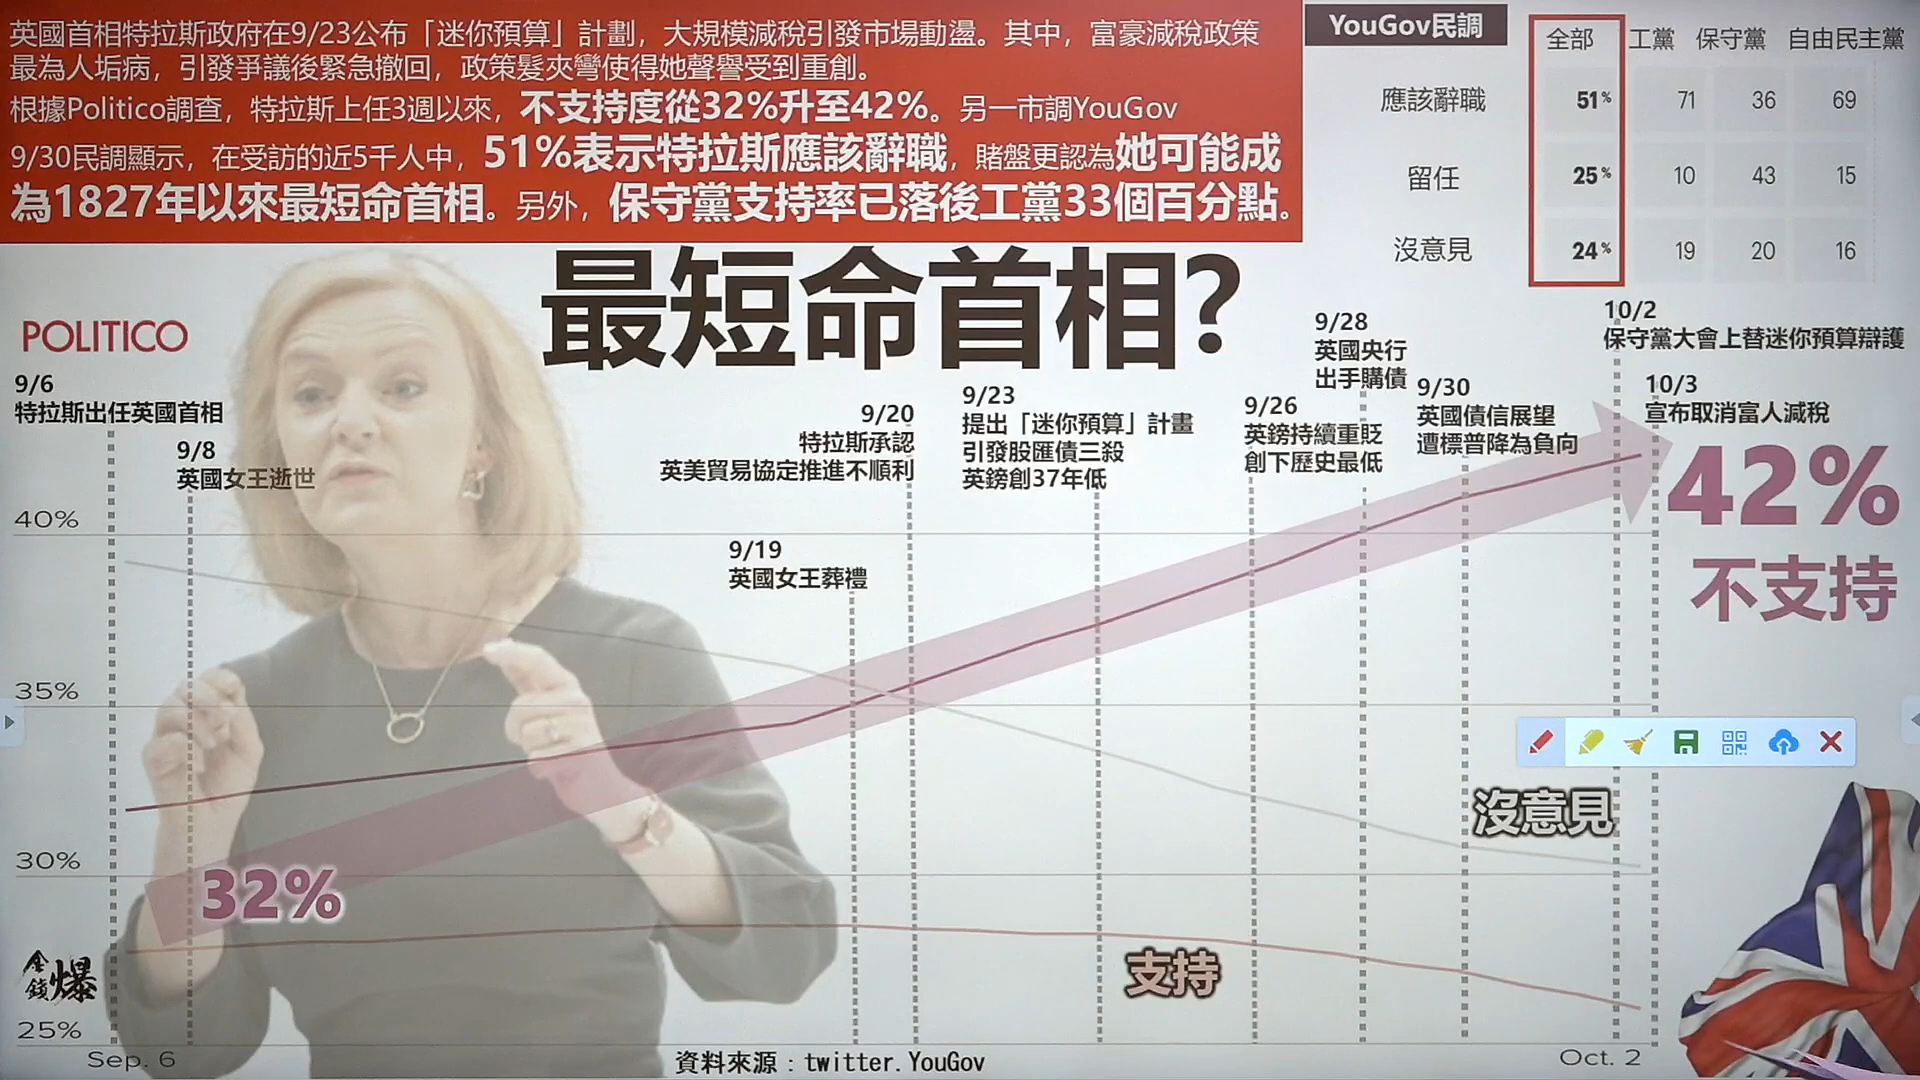 英國首相特拉斯政府在9/23公布「迷你預算」計劃，大規模減稅引發市場動盪。其中，富豪減稅政策
最為人垢病，引發爭議後緊急撤回，政策髮夾彎使得她聲譽受到重創。
根據Politico調查，特拉斯上任3週以來，不支持度從32%升至42%。另一市調YouGov
9/30民調顯示，在受訪的近5千人中，51%表示特拉斯應該辭職，賭盤更認為她可能成
為1827年以來最短命首相。另外，保守黨支持率已落後工黨33個百分點。
YouGov民調
全部 工黨 保守黨 自由民主黨
應該辭職 51% 71 36 69
留任 25% 10 43 15
沒意見 24% 19 20 16
最短命首相?
POLITICO
9/6
特拉斯出任英國首相
9/8
英國女王逝世
9/19
英國女王葬禮
9/20
特拉斯承認
英美貿易協定推進不順利
9/23
提出「迷你預算」計畫
引發股匯債三殺
英鎊創37年低
9/26
英鎊持續重貶
創下歷史最低
9/28
英國央行
出手購債
9/30
英國債信展望
遭標普降為負向
10/2
保守黨大會上替迷你預算辯護
10/3
宣布取消富人減稅
42%
不支持
40%
35%
30%
25%
32%
沒意見
支持
金錢爆
Sep. 6
Oct. 2
資料來源：twitter.YouGov